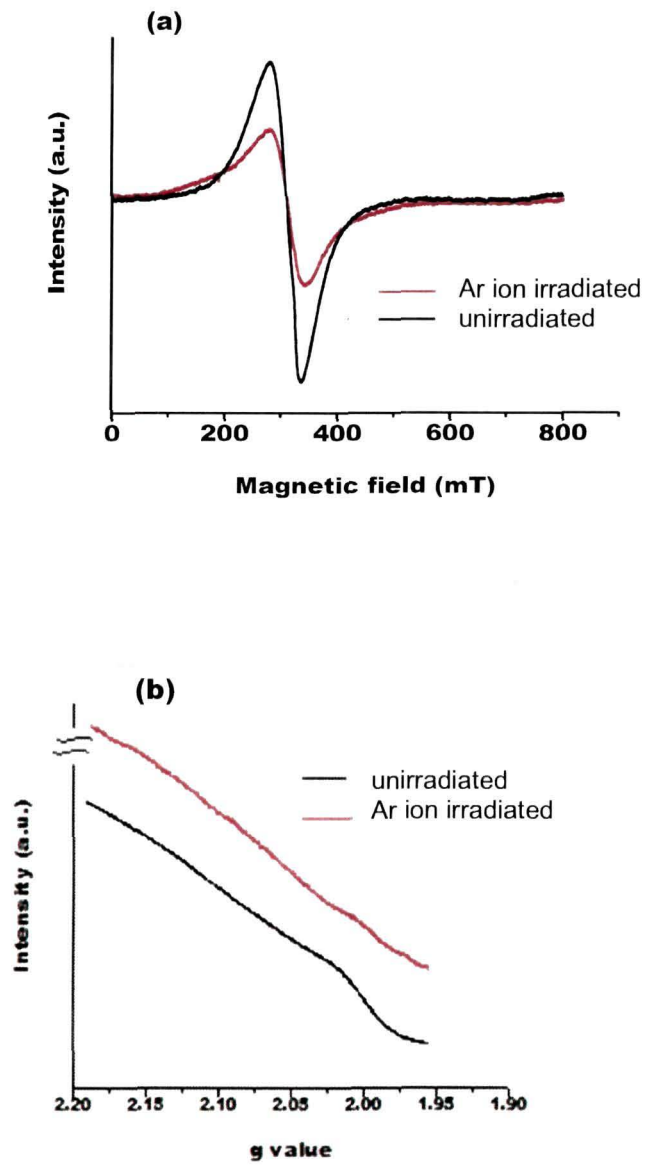 (a)
Intensity (a.u.)
Ar ion irradiated
unirradiated
0 200 400 600 800
Magnetic field (mT)
(b)
unirradiated
Ar ion irradiated
Intensity (a.u.)
2.20 2.15 2.10 2.05 2.00 1.95 1.90
g value